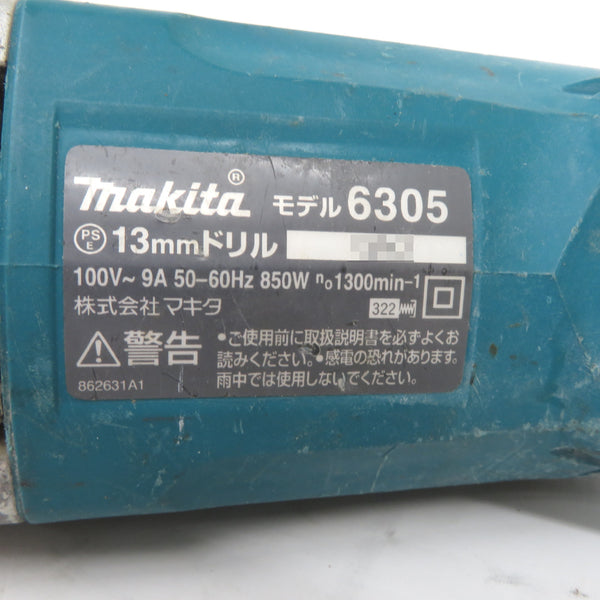 makita® モデル 6305
PS E 13mmドリル
100V~ 9A 50-60Hz 850W n₀1300min⁻¹
株式会社 マキタ 322
警告 •ご使用前に取扱説明書を必ずよくお
読みください。•感電の恐れがあります。
雨中では使用しないでください。
862631A1